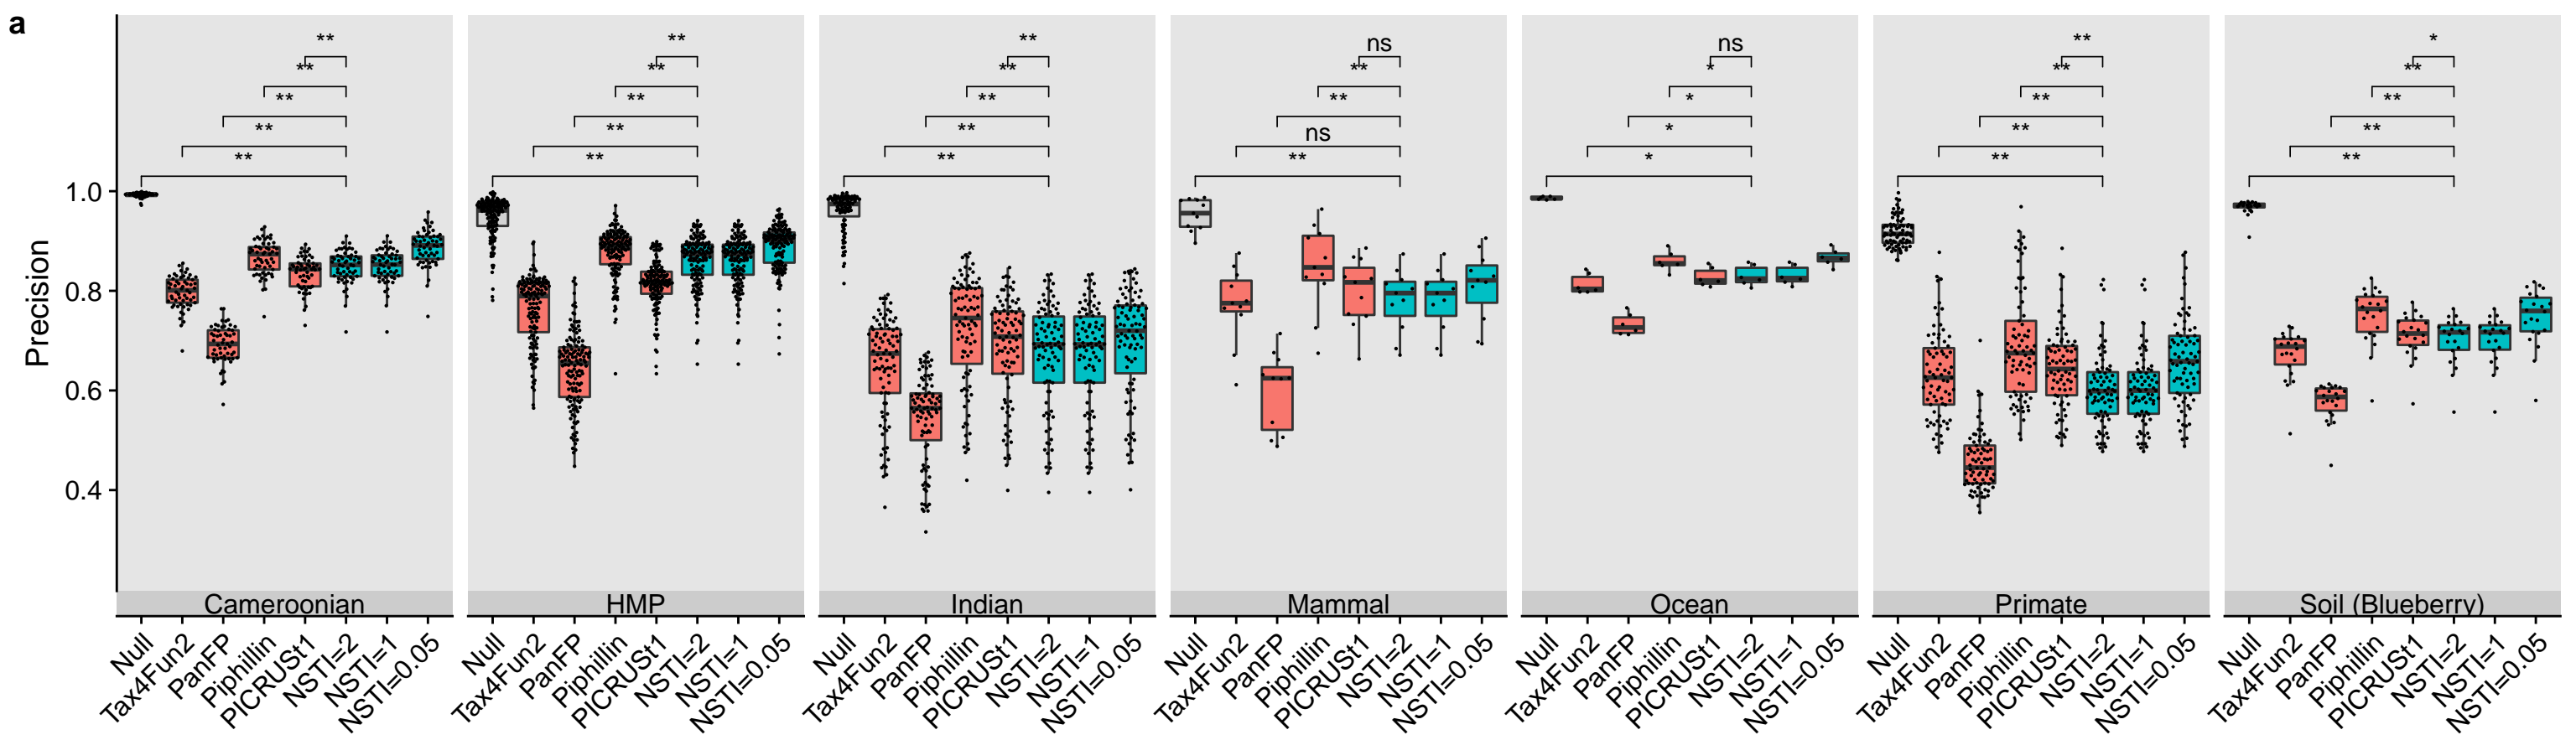 a
** ** ** ** ns ns ** *
** ** ** ** * ** **
** ** ** ** * ** **
** ** ** ns * ** **
** ** ** ** * ** **
Precision
1.0
0.8
0.6
0.4
Cameroonian HMP Indian Mammal Ocean Primate Soil (Blueberry)
Null Tax4Fun2 PanFP Piphillin PICRUSt1 NSTI=2 NSTI=1 NSTI=0.05
Null Tax4Fun2 PanFP Piphillin PICRUSt1 NSTI=2 NSTI=1 NSTI=0.05
Null Tax4Fun2 PanFP Piphillin PICRUSt1 NSTI=2 NSTI=1 NSTI=0.05
Null Tax4Fun2 PanFP Piphillin PICRUSt1 NSTI=2 NSTI=1 NSTI=0.05
Null Tax4Fun2 PanFP Piphillin PICRUSt1 NSTI=2 NSTI=1 NSTI=0.05
Null Tax4Fun2 PanFP Piphillin PICRUSt1 NSTI=2 NSTI=1 NSTI=0.05
Null Tax4Fun2 PanFP Piphillin PICRUSt1 NSTI=2 NSTI=1 NSTI=0.05